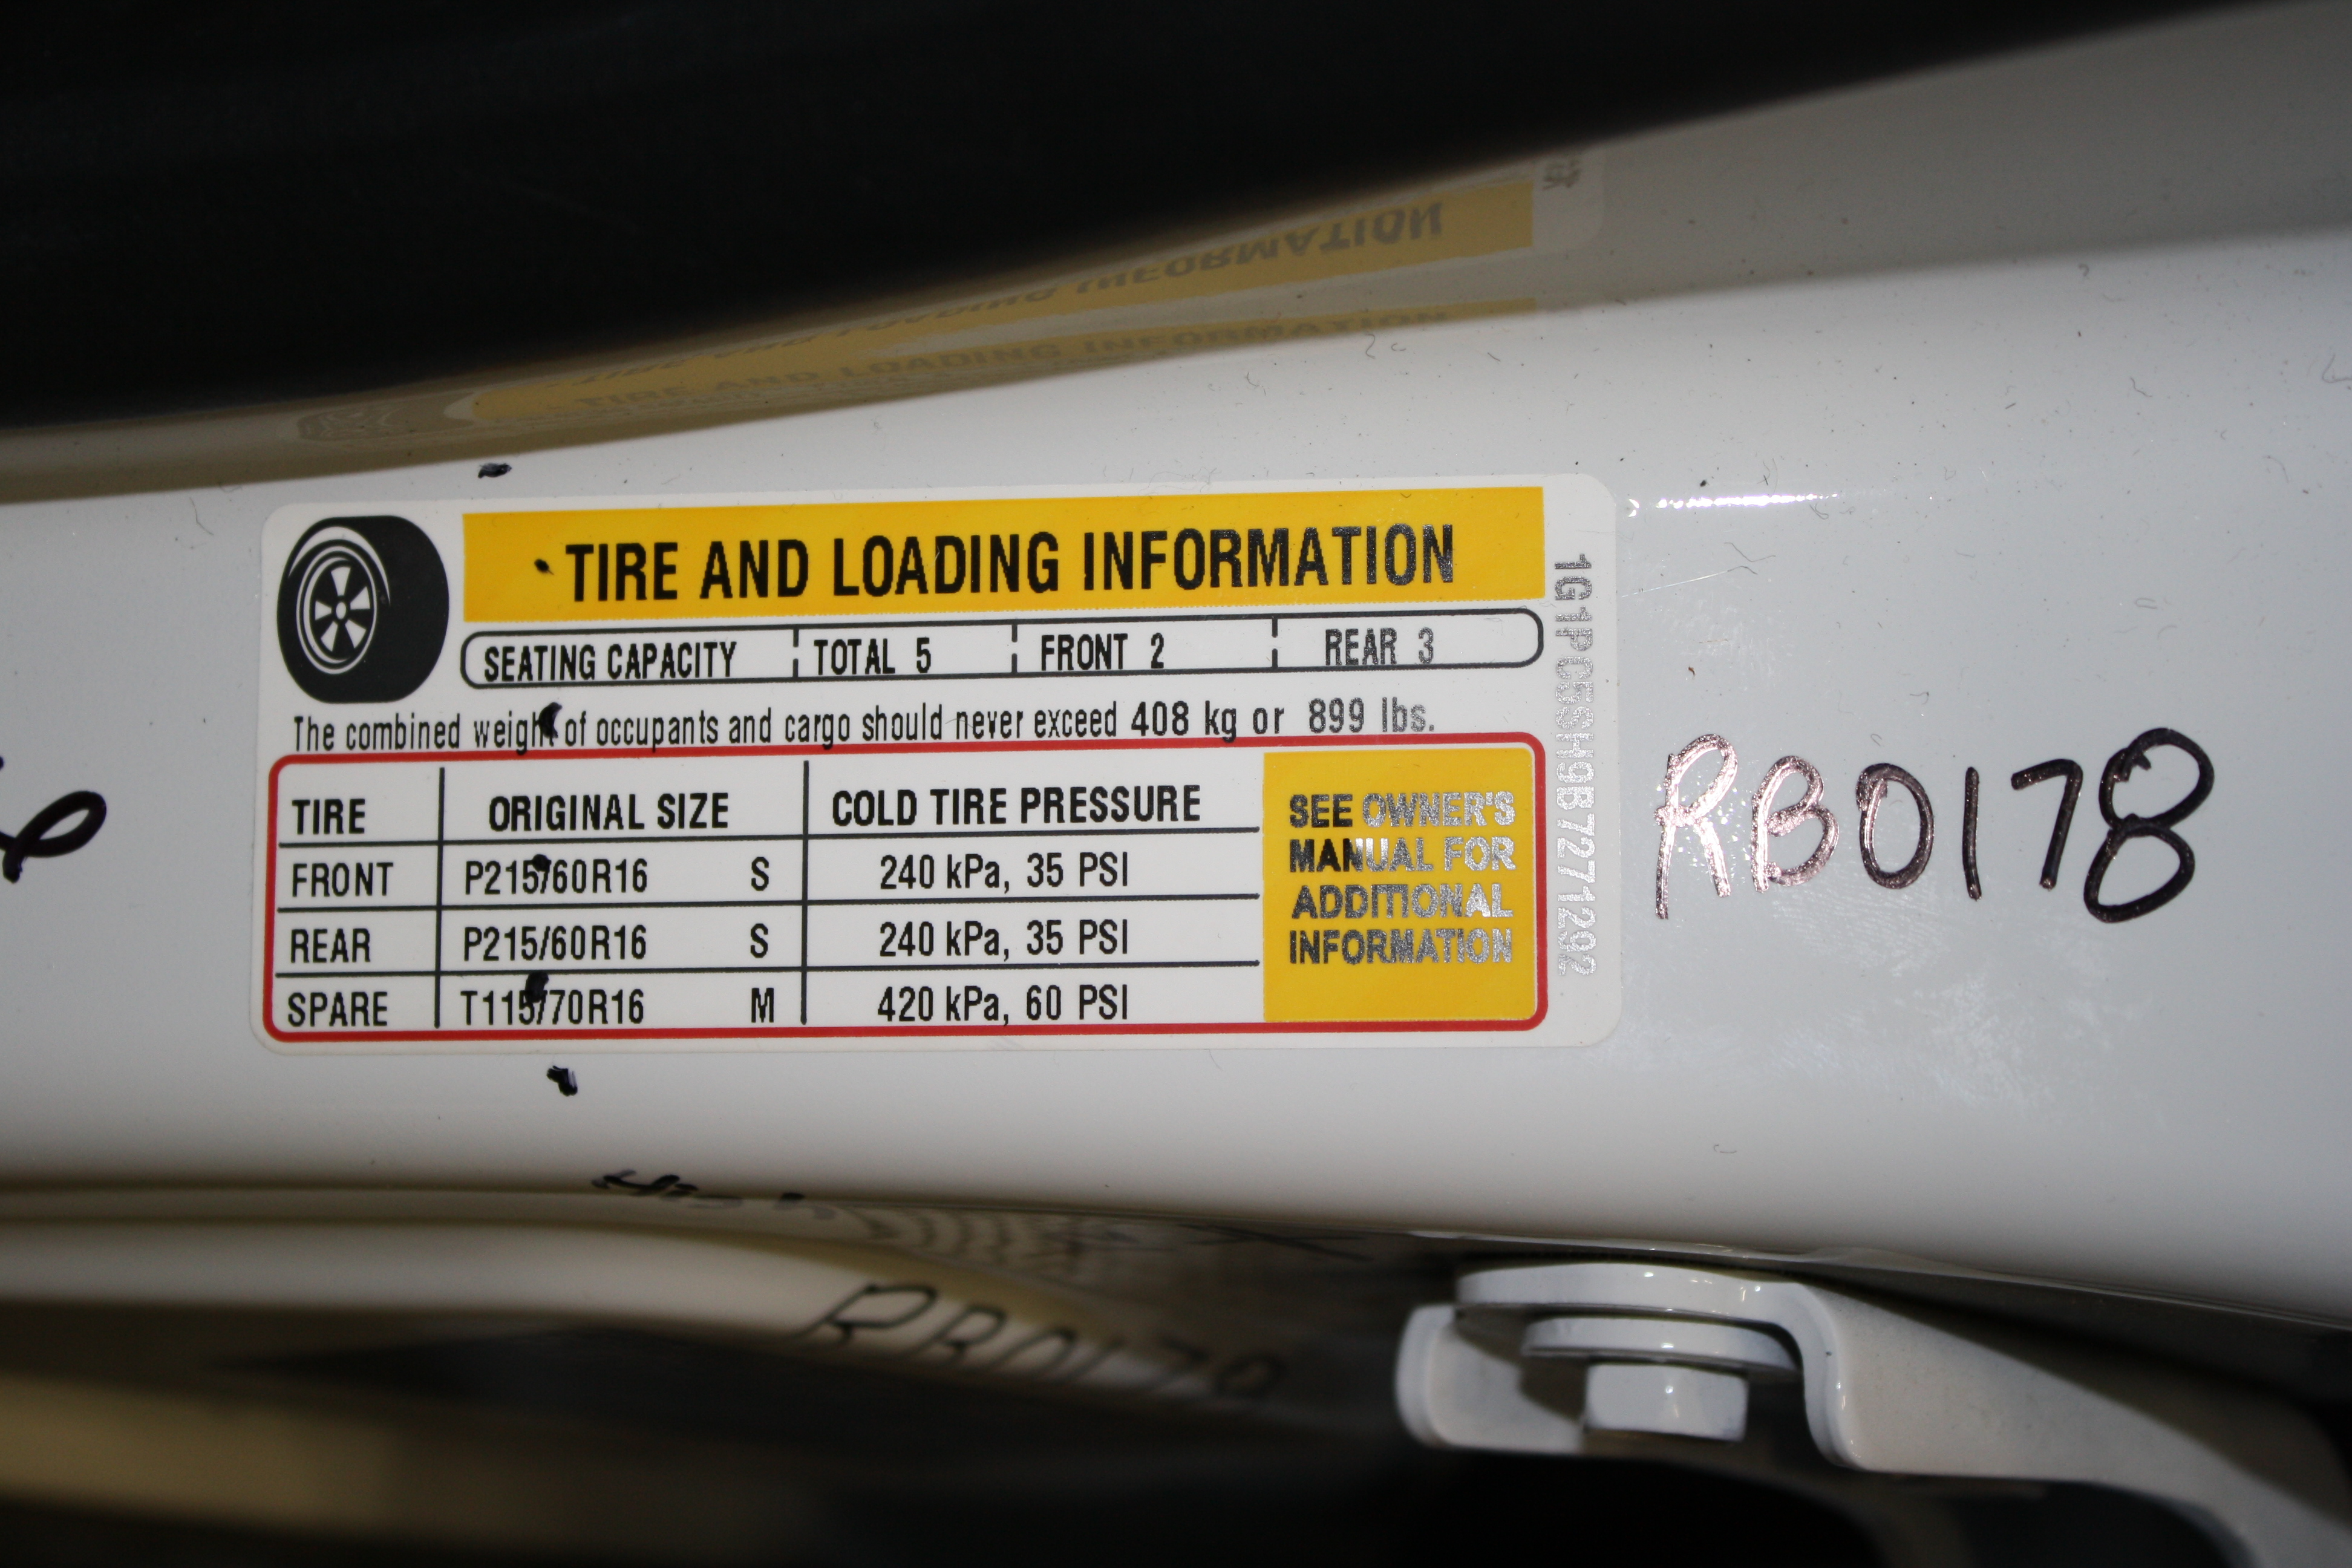 TIRE AND LOADING INFORMATION
SEATING CAPACITY TOTAL 5 FRONT 2 REAR 3
The combined weight of occupants and cargo should never exceed 408 kg or 899 lbs.
TIRE ORIGINAL SIZE COLD TIRE PRESSURE
FRONT P215/60R16 S 240 kPa, 35 PSI
REAR P215/60R16 S 240 kPa, 35 PSI
SPARE T115/70R16 M 420 kPa, 60 PSI
SEE OWNER'S
MANUAL FOR
ADDITIONAL
INFORMATION
1G1PC5SH9B7271292
RB0178
RB0178